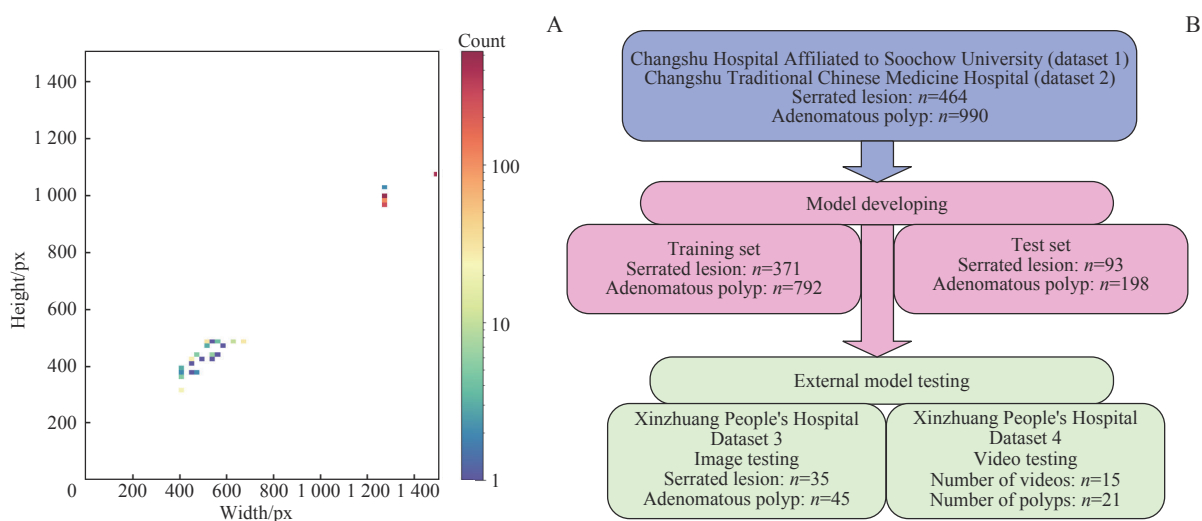 A
Count
1 400
1 200
1 000
800
600
400
200
0
Height/px
100
10
1
200
400
600
800
1 000
1 200
1 400
Width/px
B
Changshu Hospital Affiliated to Soochow University (dataset 1)
Changshu Traditional Chinese Medicine Hospital (dataset 2)
Serrated lesion: n=464
Adenomatous polyp: n=990
Model developing
Training set
Serrated lesion: n=371
Adenomatous polyp: n=792
Test set
Serrated lesion: n=93
Adenomatous polyp: n=198
External model testing
Xinzhuang People's Hospital
Dataset 3
Image testing
Serrated lesion: n=35
Adenomatous polyp: n=45
Xinzhuang People's Hospital
Dataset 4
Video testing
Number of videos: n=15
Number of polyps: n=21